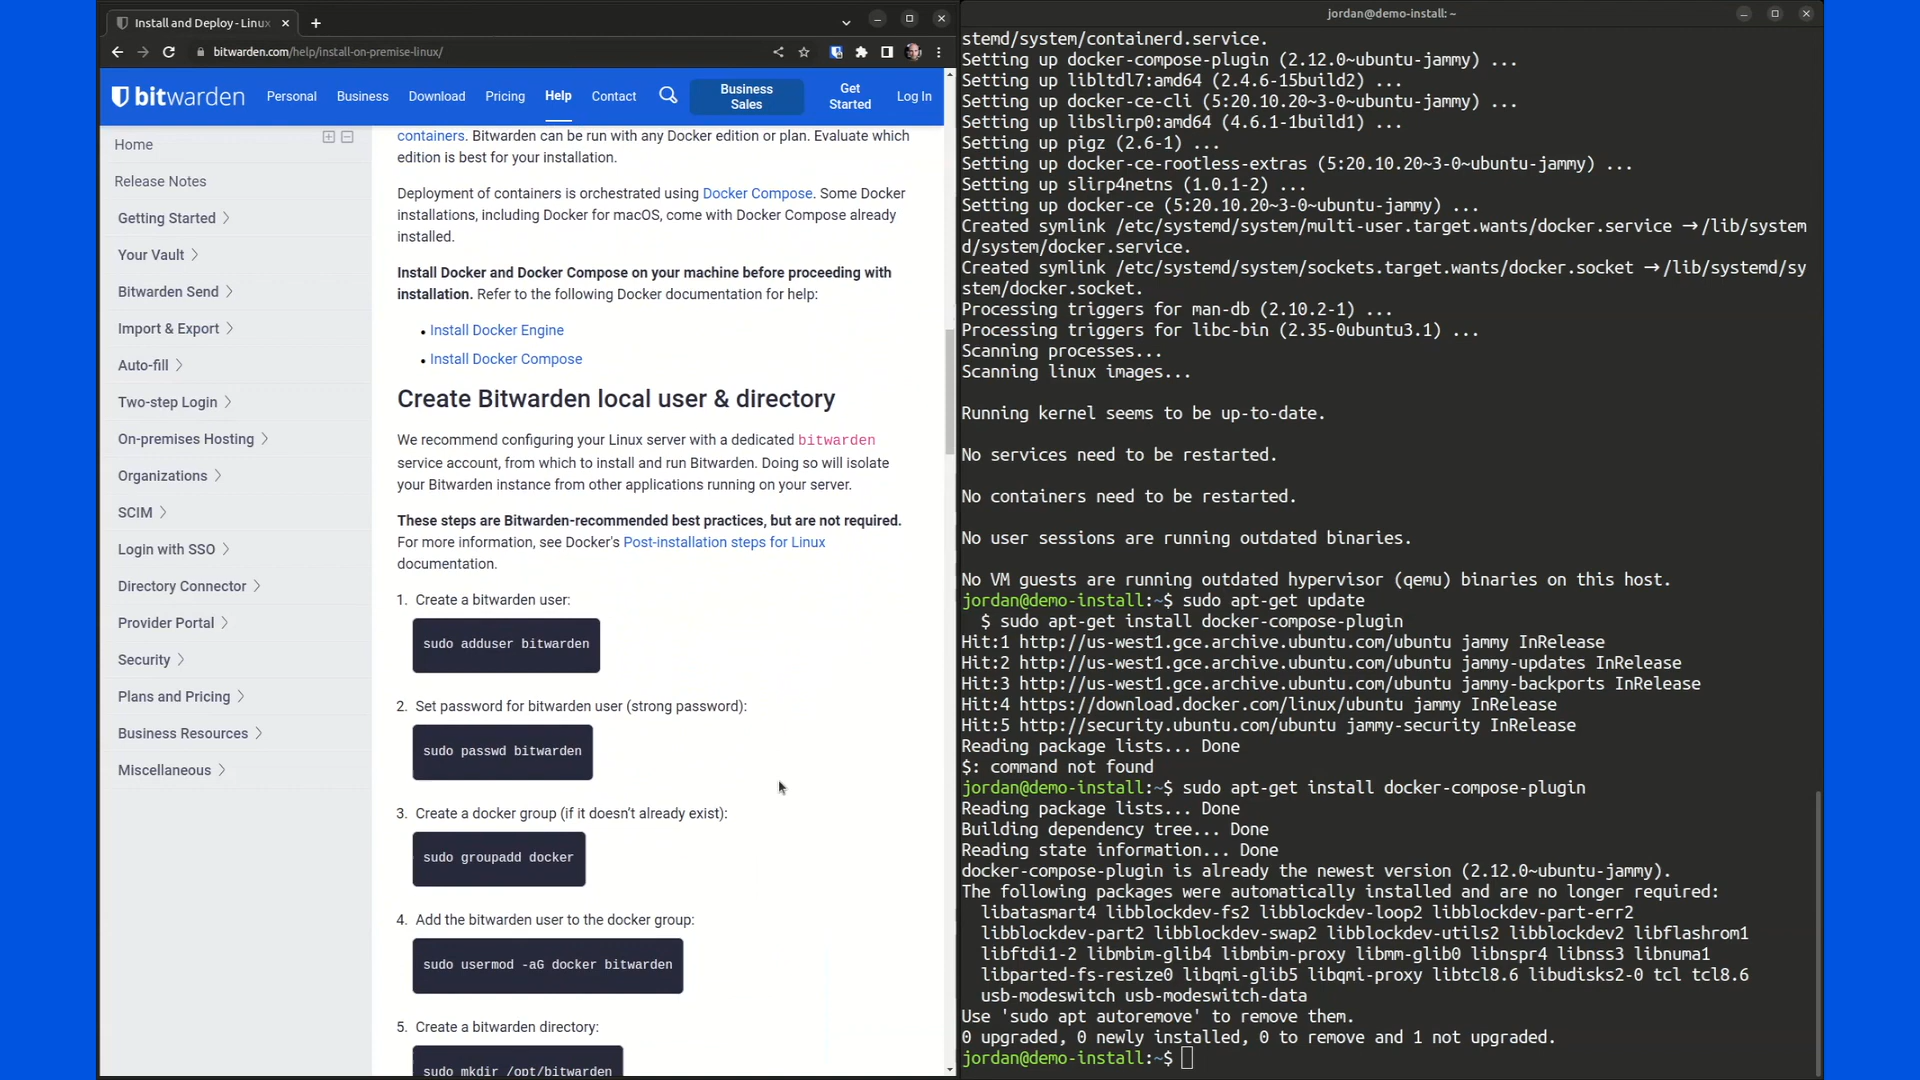 Install and Deploy - Linux
bitwarden.com/help/install-on-premise-linux/
bitwarden
Personal
Business
Download
Pricing
Help
Contact
Business
Sales
Get
Started
Log In
Home
Release Notes
Getting Started
Your Vault
Bitwarden Send
Import & Export
Auto-fill
Two-step Login
On-premises Hosting
Organizations
SCIM
Login with SSO
Directory Connector
Provider Portal
Security
Plans and Pricing
Business Resources
Miscellaneous
containers. Bitwarden can be run with any Docker edition or plan. Evaluate which
edition is best for your installation.
Deployment of containers is orchestrated using Docker Compose. Some Docker
installations, including Docker for macOS, come with Docker Compose already
installed.
Install Docker and Docker Compose on your machine before proceeding with
installation. Refer to the following Docker documentation for help:
• Install Docker Engine
• Install Docker Compose
Create Bitwarden local user & directory
We recommend configuring your Linux server with a dedicated bitwarden
service account, from which to install and run Bitwarden. Doing so will isolate
your Bitwarden instance from other applications running on your server.
These steps are Bitwarden-recommended best practices, but are not required.
For more information, see Docker's Post-installation steps for Linux
documentation.
1. Create a bitwarden user:
sudo adduser bitwarden
2. Set password for bitwarden user (strong password):
sudo passwd bitwarden
3. Create a docker group (if it doesn't already exist):
sudo groupadd docker
4. Add the bitwarden user to the docker group:
sudo usermod -aG docker bitwarden
5. Create a bitwarden directory:
sudo mkdir /opt/bitwarden
jordan@demo-install: ~
stemd/system/containerd.service.
Setting up docker-compose-plugin (2.12.0~ubuntu-jammy) ...
Setting up libltdl7:amd64 (2.4.6-15build2) ...
Setting up docker-ce-cli (5:20.10.20~3-0~ubuntu-jammy) ...
Setting up libslirp0:amd64 (4.6.1-1build1) ...
Setting up pigz (2.6-1) ...
Setting up docker-ce-rootless-extras (5:20.10.20~3-0~ubuntu-jammy) ...
Setting up slirp4netns (1.0.1-2) ...
Setting up docker-ce (5:20.10.20~3-0~ubuntu-jammy) ...
Created symlink /etc/systemd/system/multi-user.target.wants/docker.service → /lib/system
d/system/docker.service.
Created symlink /etc/systemd/system/sockets.target.wants/docker.socket → /lib/systemd/sy
stem/docker.socket.
Processing triggers for man-db (2.10.2-1) ...
Processing triggers for libc-bin (2.35-0ubuntu3.1) ...
Scanning processes...
Scanning linux images...
Running kernel seems to be up-to-date.
No services need to be restarted.
No containers need to be restarted.
No user sessions are running outdated binaries.
No VM guests are running outdated hypervisor (qemu) binaries on this host.
jordan@demo-install:~$ sudo apt-get update
$ sudo apt-get install docker-compose-plugin
Hit:1 http://us-west1.gce.archive.ubuntu.com/ubuntu jammy InRelease
Hit:2 http://us-west1.gce.archive.ubuntu.com/ubuntu jammy-updates InRelease
Hit:3 http://us-west1.gce.archive.ubuntu.com/ubuntu jammy-backports InRelease
Hit:4 https://download.docker.com/linux/ubuntu jammy InRelease
Hit:5 http://security.ubuntu.com/ubuntu jammy-security InRelease
Reading package lists... Done
$: command not found
jordan@demo-install:~$ sudo apt-get install docker-compose-plugin
Reading package lists... Done
Building dependency tree... Done
Reading state information... Done
docker-compose-plugin is already the newest version (2.12.0~ubuntu-jammy).
The following packages were automatically installed and are no longer required:
libatasmart4 libblockdev-fs2 libblockdev-loop2 libblockdev-part-err2
libblockdev-part2 libblockdev-swap2 libblockdev-utils2 libblockdev2 libflashrom1
libftdi1-2 libmbim-glib4 libmbim-proxy libmm-glib0 libnspr4 libnss3 libnuma1
libparted-fs-resize0 libqmi-glib5 libqmi-proxy libtcl8.6 libudisks2-0 tcl tcl8.6
usb-modeswitch usb-modeswitch-data
Use 'sudo apt autoremove' to remove them.
0 upgraded, 0 newly installed, 0 to remove and 1 not upgraded.
jordan@demo-install:~$